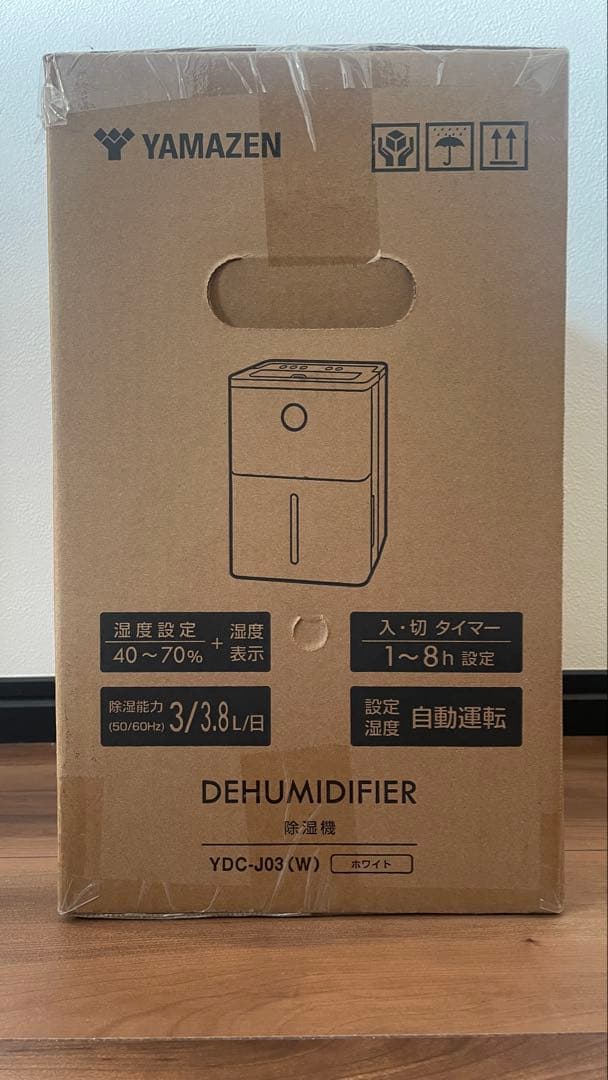 YAMAZEN
湿度設定
40～70%
+
湿度
表示
入・切 タイマー
1～8h 設定
除湿能力
(50/60Hz)
3/3.8L/日
設定
湿度
自動運転
DEHUMIDIFIER
除湿機
YDC-J03(W) ホワイト